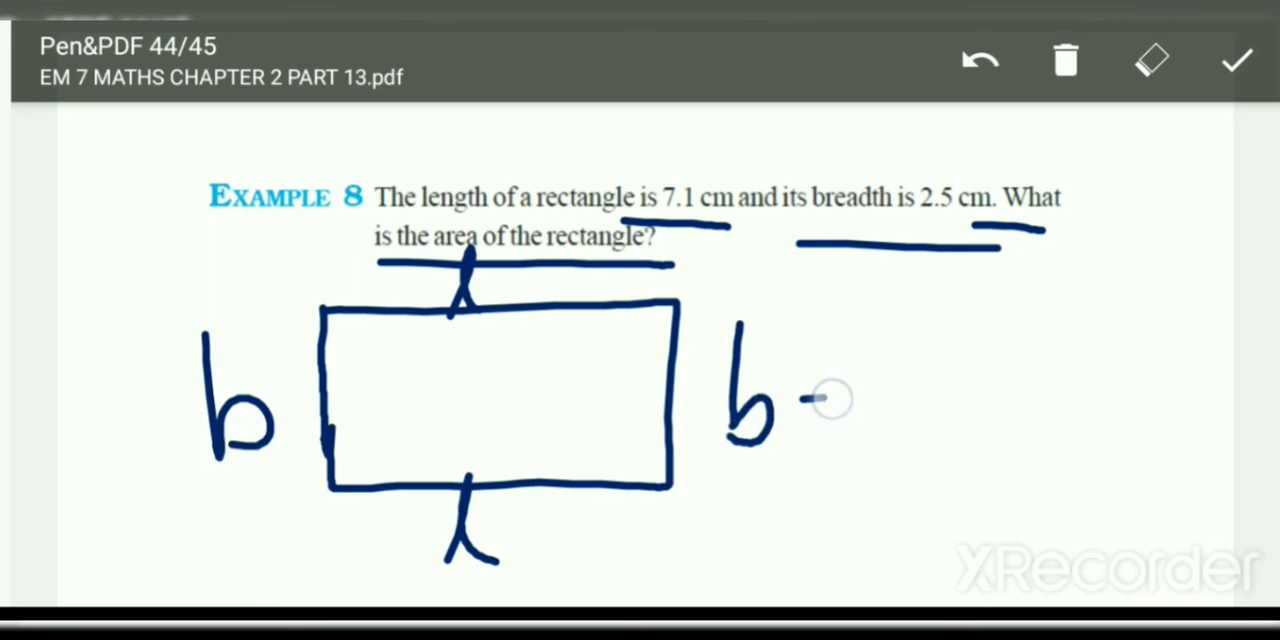 Pen&PDF 44/45
EM 7 MATHS CHAPTER 2 PART 13.pdf
EXAMPLE 8 The length of a rectangle is 7.1 cm and its breadth is 2.5 cm. What
is the area of the rectangle?
l
b
b -
l
XRecorder